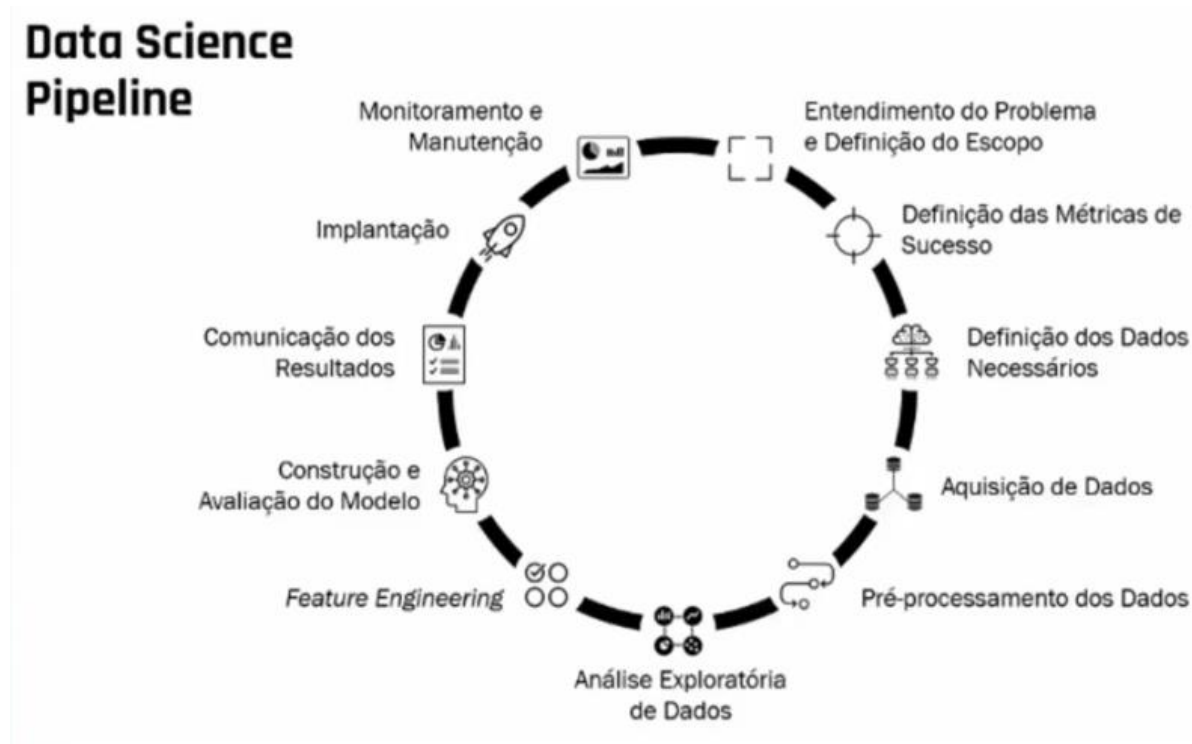 Data Science
Pipeline
Entendimento do Problema
e Definição do Escopo
Definição das Métricas de
Sucesso
Definição dos Dados
Necessários
Aquisição de Dados
Pré-processamento dos Dados
Análise Exploratória
de Dados
Feature Engineering
Construção e
Avaliação do Modelo
Comunicação dos
Resultados
Implantação
Monitoramento e
Manutenção